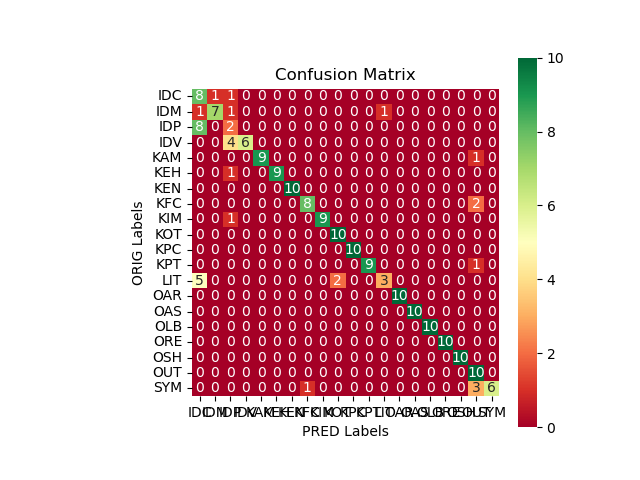 Confusion Matrix
IDC 8 1 1 0 0 0 0 0 0 0 0 0 0 0 0 0 0 0 0 0
IDM 1 7 1 0 0 0 0 0 0 0 0 0 1 0 0 0 0 0 0 0
IDP 8 0 2 0 0 0 0 0 0 0 0 0 0 0 0 0 0 0 0 0
IDV 0 0 4 6 0 0 0 0 0 0 0 0 0 0 0 0 0 0 0 0
KAM 0 0 0 0 9 0 0 0 0 0 0 0 0 0 0 0 0 0 1 0
KEH 0 0 1 0 0 9 0 0 0 0 0 0 0 0 0 0 0 0 0 0
KEN 0 0 0 0 0 0 10 0 0 0 0 0 0 0 0 0 0 0 0 0
KFC 0 0 0 0 0 0 0 8 0 0 0 0 0 0 0 0 0 0 2 0
KIM 0 0 1 0 0 0 0 0 9 0 0 0 0 0 0 0 0 0 0 0
KOT 0 0 0 0 0 0 0 0 0 10 0 0 0 0 0 0 0 0 0 0
KPC 0 0 0 0 0 0 0 0 0 0 10 0 0 0 0 0 0 0 0 0
KPT 0 0 0 0 0 0 0 0 0 0 0 9 0 0 0 0 0 0 1 0
LIT 5 0 0 0 0 0 0 0 0 2 0 0 3 0 0 0 0 0 0 0
OAR 0 0 0 0 0 0 0 0 0 0 0 0 0 10 0 0 0 0 0 0
OAS 0 0 0 0 0 0 0 0 0 0 0 0 0 0 10 0 0 0 0 0
OLB 0 0 0 0 0 0 0 0 0 0 0 0 0 0 0 10 0 0 0 0
ORE 0 0 0 0 0 0 0 0 0 0 0 0 0 0 0 0 10 0 0 0
OSH 0 0 0 0 0 0 0 0 0 0 0 0 0 0 0 0 0 10 0 0
OUT 0 0 0 0 0 0 0 0 0 0 0 0 0 0 0 0 0 0 10 0
SYM 0 0 0 0 0 0 0 1 0 0 0 0 0 0 0 0 0 0 3 6
IDC IDM IDP IDV KAM KEH KEN KFC KIM KOT KPC KPT LIT OAR OAS OLB ORE OSH OUT SYM
PRED Labels
ORIG Labels
10
8
6
4
2
0